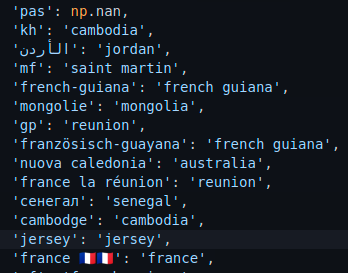 'pas': np.nan,
'kh': 'cambodia',
'الأردن': 'jordan',
'mf': 'saint martin',
'french-guiana': 'french guiana',
'mongolie': 'mongolia',
'gp': 'reunion',
'französisch-guayana': 'french guiana',
'nuova caledonia': 'australia',
'france la réunion': 'reunion',
'сенегал': 'senegal',
'cambodge': 'cambodia',
'jersey': 'jersey',
'france 🇫🇷🇫🇷': 'france',